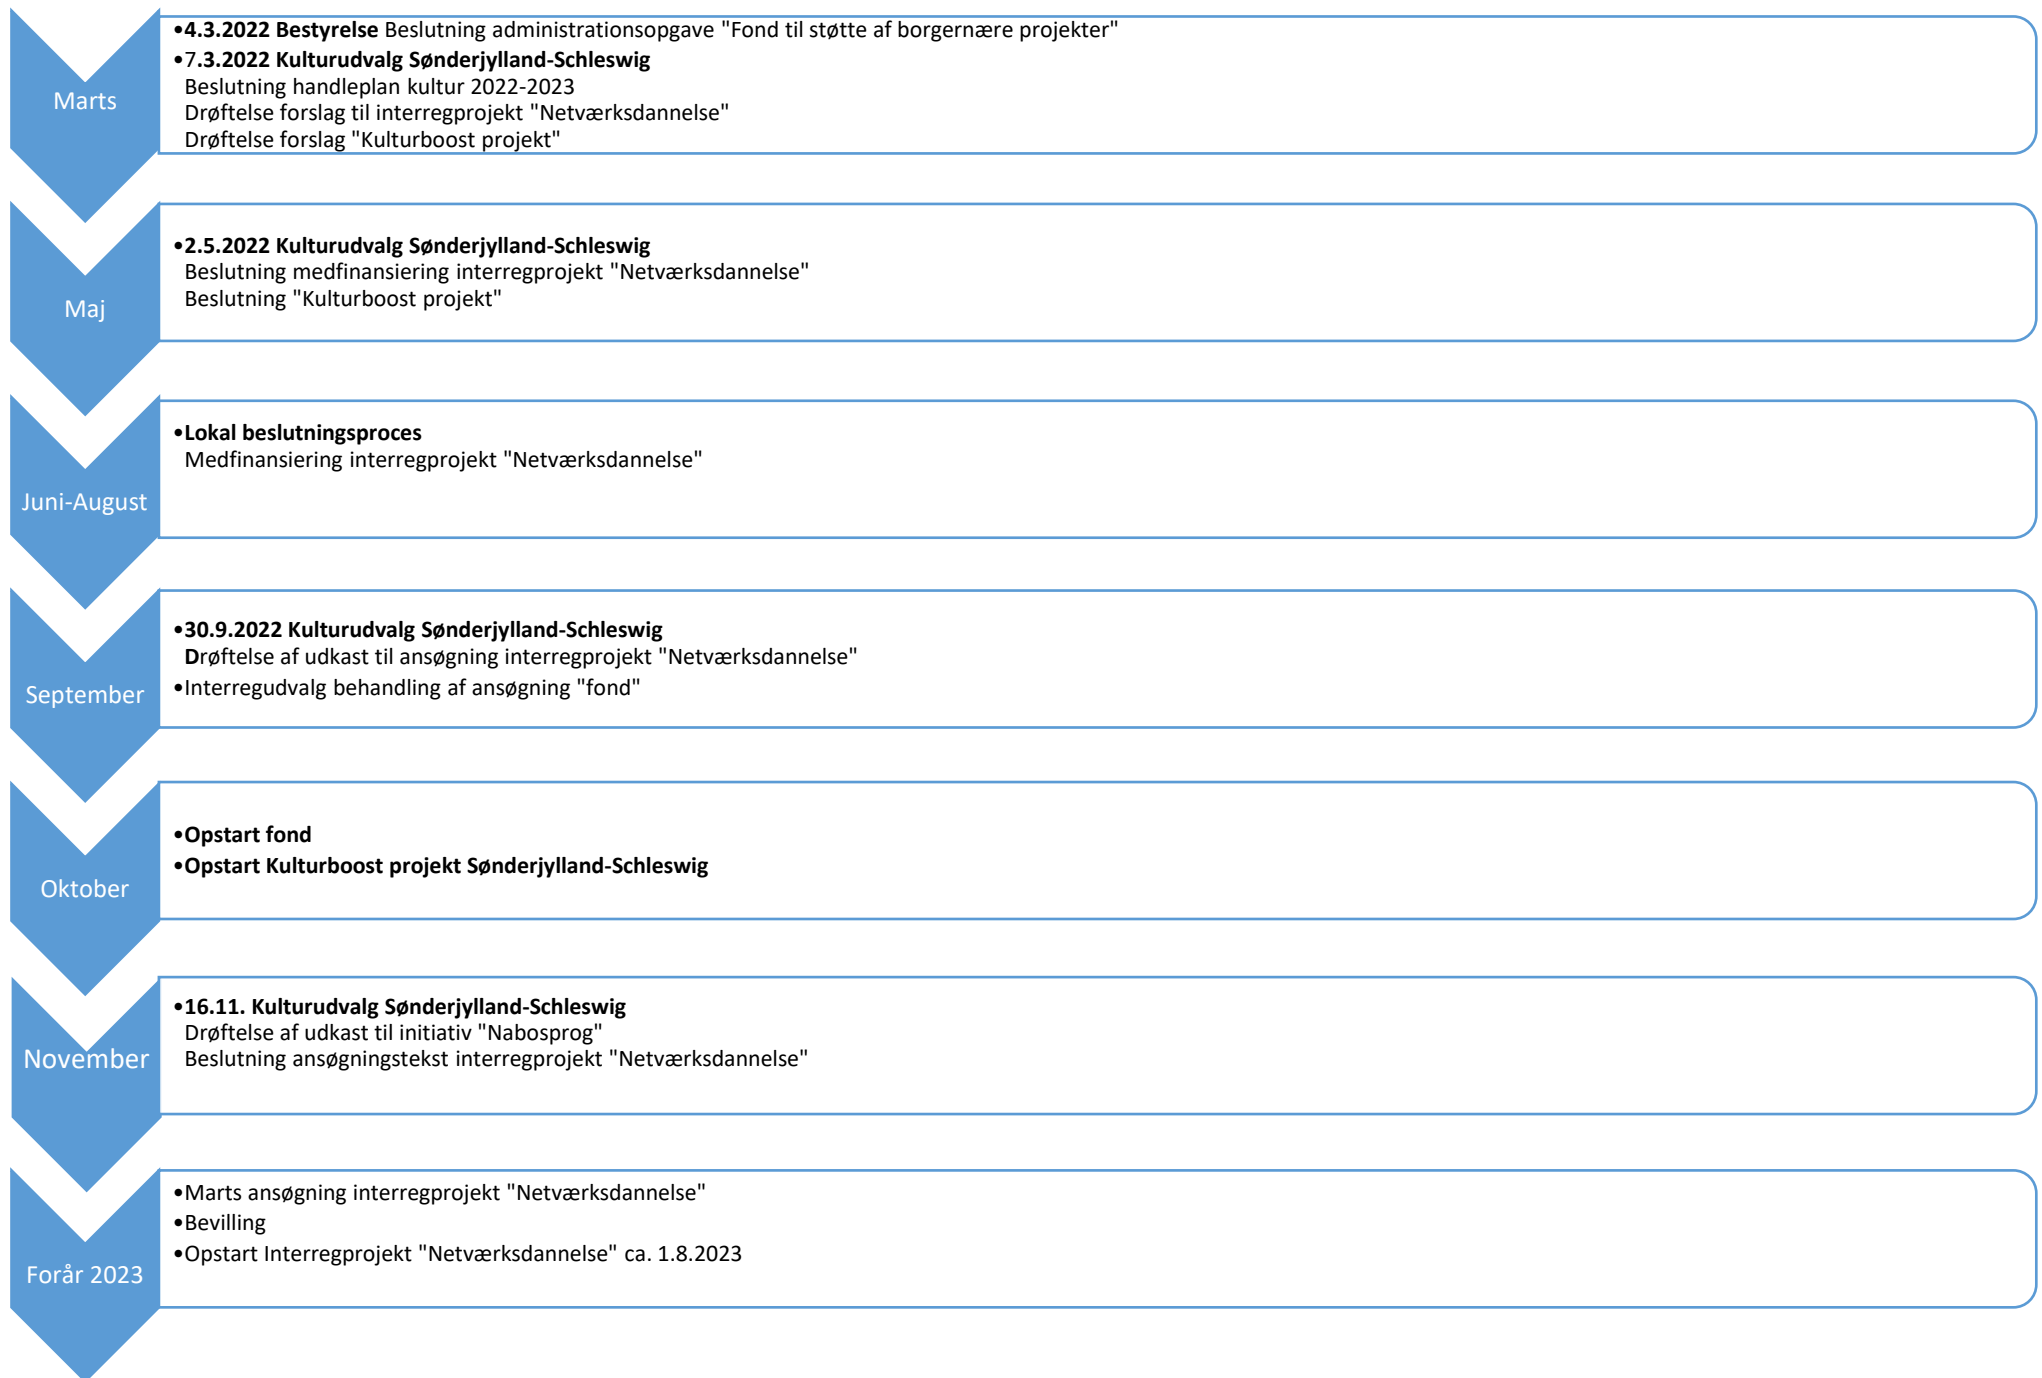 Marts
•4.3.2022 Bestyrelse Beslutning administrationsopgave "Fond til støtte af borgernære projekter"
•7.3.2022 Kulturudvalg Sønderjylland-Schleswig
Beslutning handleplan kultur 2022-2023
Drøftelse forslag til interregprojekt "Netværksdannelse"
Drøftelse forslag "Kulturboost projekt"
Maj
•2.5.2022 Kulturudvalg Sønderjylland-Schleswig
Beslutning medfinansiering interregprojekt "Netværksdannelse"
Beslutning "Kulturboost projekt"
Juni-August
•Lokal beslutningsproces
Medfinansiering interregprojekt "Netværksdannelse"
September
•30.9.2022 Kulturudvalg Sønderjylland-Schleswig
Drøftelse af udkast til ansøgning interregprojekt "Netværksdannelse"
•Interregudvalg behandling af ansøgning "fond"
Oktober
•Opstart fond
•Opstart Kulturboost projekt Sønderjylland-Schleswig
November
•16.11. Kulturudvalg Sønderjylland-Schleswig
Drøftelse af udkast til initiativ "Nabosprog"
Beslutning ansøgningstekst interregprojekt "Netværksdannelse"
Forår 2023
•Marts ansøgning interregprojekt "Netværksdannelse"
•Bevilling
•Opstart Interregprojekt "Netværksdannelse" ca. 1.8.2023